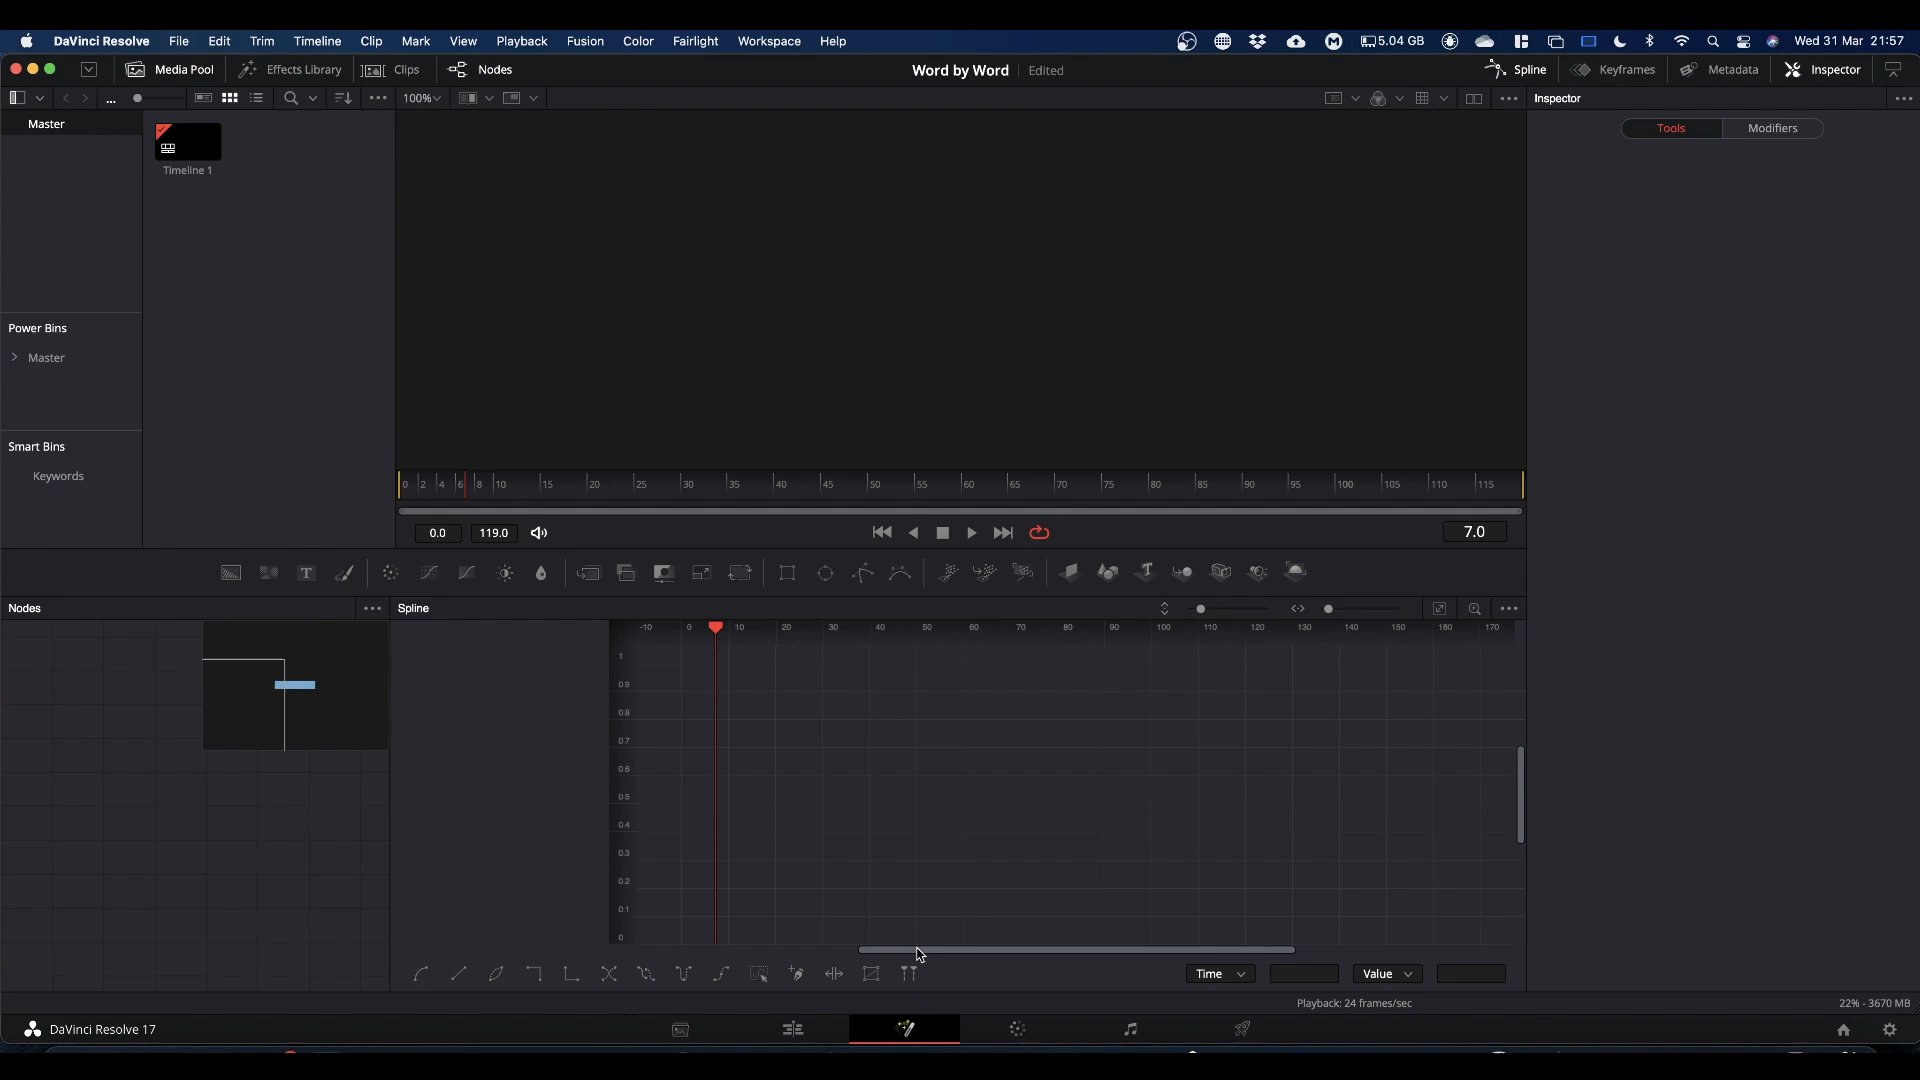 DaVinci Resolve File Edit Trim Timeline Clip Mark View Playback Fusion Color Fairlight Workspace Help 5.04 GB Wed 31 Mar 21:57
Media Pool Effects Library Clips Nodes Word by Word Edited Spline Keyframes Metadata Inspector
... 100% Inspector
Master
Tools Modifiers
Timeline 1
Power Bins
Master
Smart Bins
Keywords
0 2 4 6 8 10 15 20 25 30 35 40 45 50 55 60 65 70 75 80 85 90 95 100 105 110 115
0.0 119.0 7.0
T T
Nodes Spline
-10 0 10 20 30 40 50 60 70 80 90 100 110 120 130 140 150 160 170
1
0.9
0.8
0.7
0.6
0.5
0.4
0.3
0.2
0.1
0
Time Value
Playback: 24 frames/sec 22% - 3670 MB
DaVinci Resolve 17